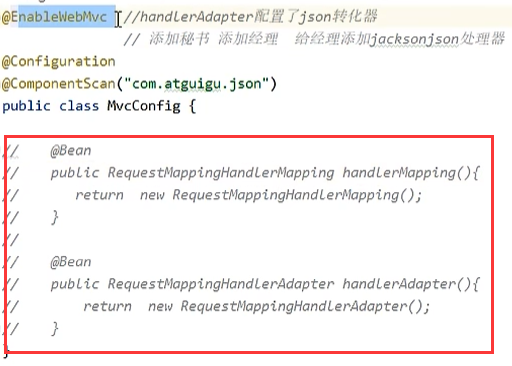 @EnableWebMvc //handlerAdapter配置了json转化器
// 添加秘书 添加经理 给经理添加jacksonjson处理器
@Configuration
@ComponentScan("com.atguigu.json")
public class MvcConfig {
// @Bean
// public RequestMappingHandlerMapping handlerMapping(){
// return new RequestMappingHandlerMapping();
// }
//
// @Bean
// public RequestMappingHandlerAdapter handlerAdapter(){
// return new RequestMappingHandlerAdapter();
// }
}